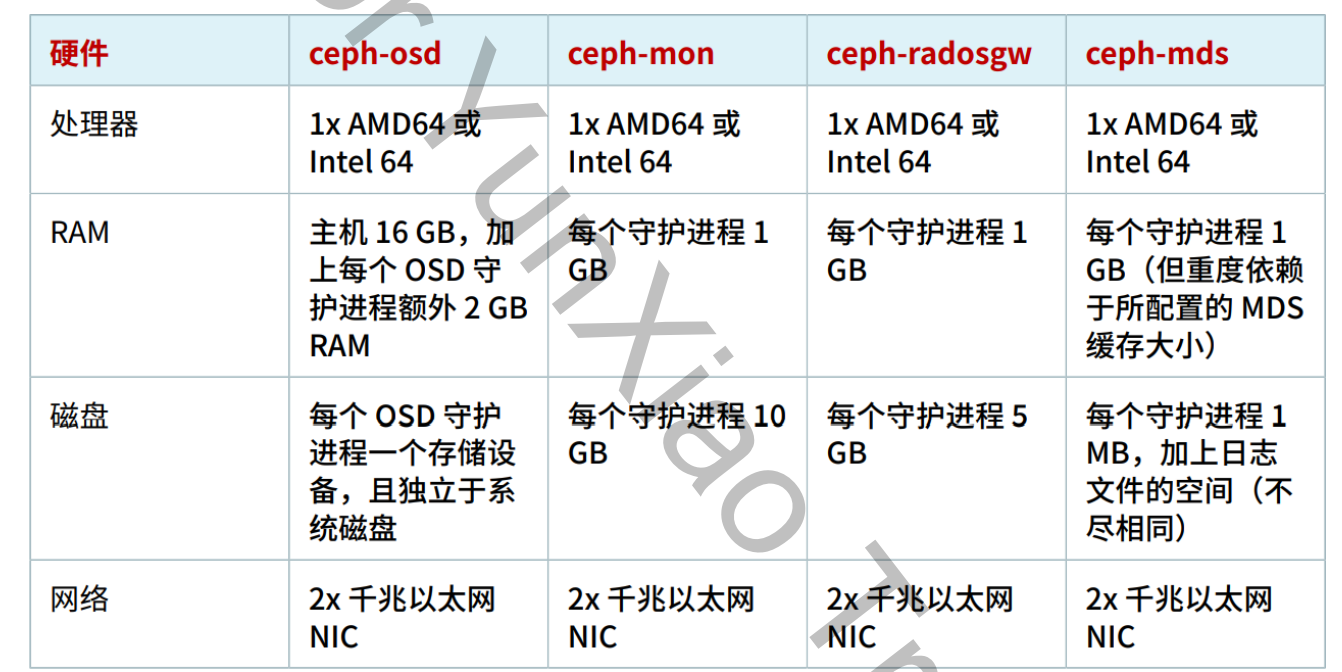 硬件 ceph-osd ceph-mon ceph-radosgw ceph-mds
处理器
1x AMD64 或
Intel 64
1x AMD64 或
Intel 64
1x AMD64 或
Intel 64
1x AMD64 或
Intel 64
RAM
主机 16 GB，加
上每个 OSD 守
护进程额外 2 GB
RAM
每个守护进程 1
GB
每个守护进程 1
GB
每个守护进程 1
GB（但重度依赖
于所配置的 MDS
缓存大小）
磁盘
每个 OSD 守护
进程一个存储设
备，且独立于系
统磁盘
每个守护进程 10
GB
每个守护进程 5
GB
每个守护进程 1
MB，加上日志
文件的空间（不
尽相同）
网络
2x 千兆以太网
NIC
2x 千兆以太网
NIC
2x 千兆以太网
NIC
2x 千兆以太网
NIC
YunXiao